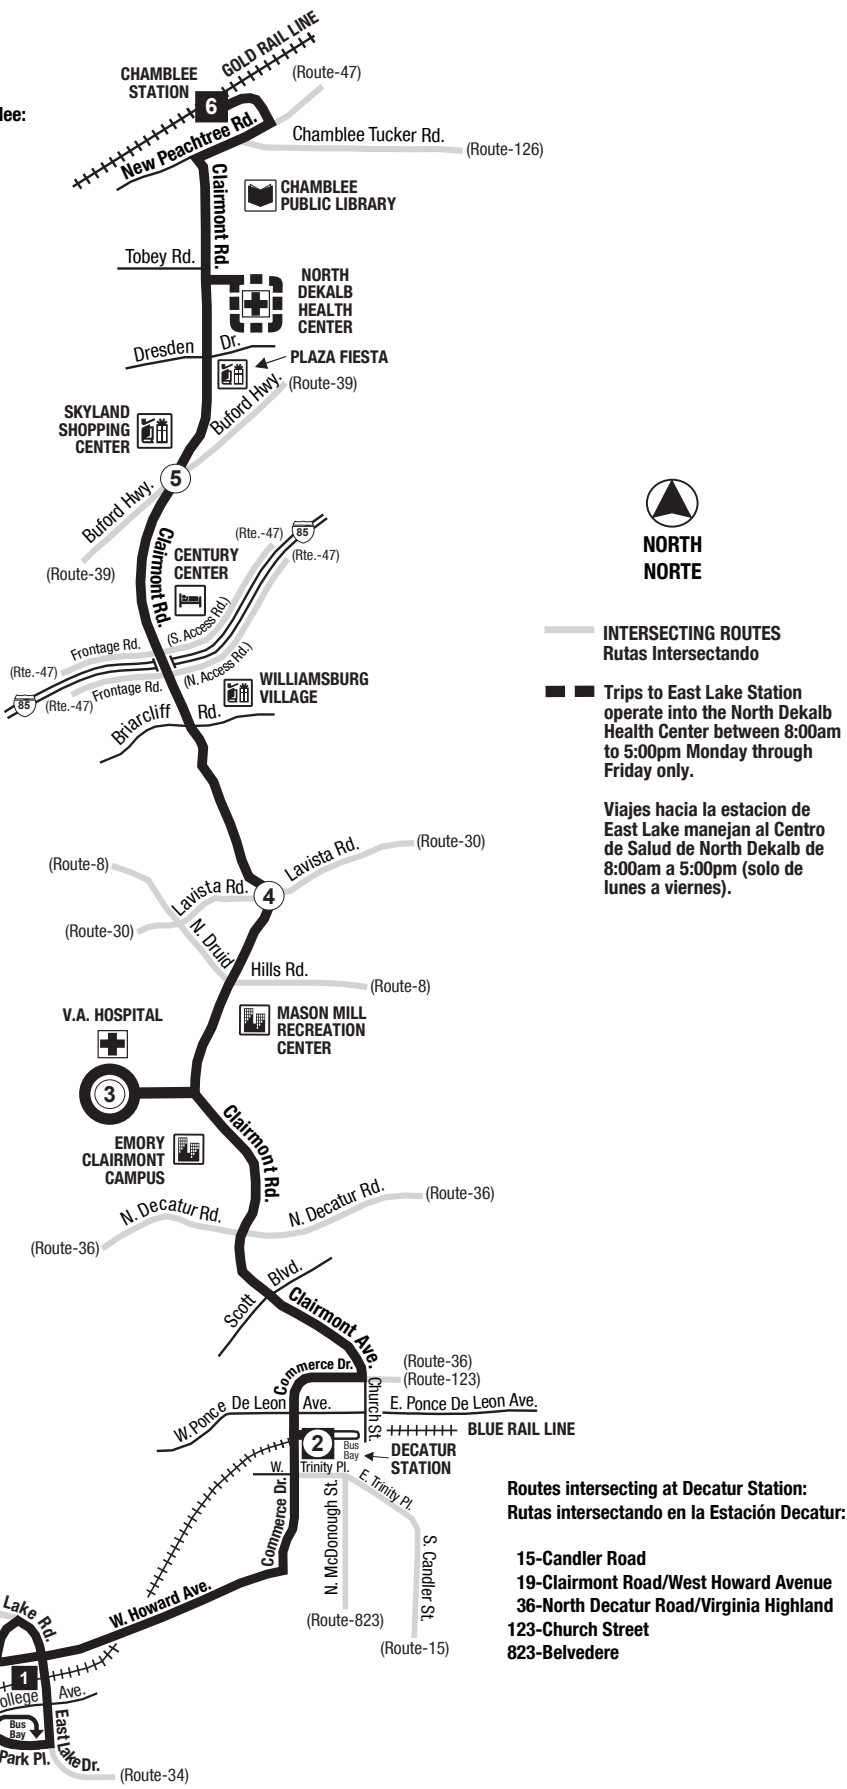 GOLD RAIL LINE
CHAMBLEE
STATION
(Route-47)
6
lee:
New Peachtree Rd.
Chamblee Tucker Rd.
(Route-126)
Clairmont Rd.
CHAMBLEE
PUBLIC LIBRARY
Tobey Rd.
NORTH
DEKALB
HEALTH
CENTER
Dresden Dr.
PLAZA FIESTA
Buford Hwy.
(Route-39)
SKYLAND
SHOPPING
CENTER
5
Buford Hwy.
(Route-39)
Clairmont Rd.
CENTURY
CENTER
(Rte.-47)
85
(Rte.-47)
NORTH
NORTE
(S. Access Rd.)
Frontage Rd.
(Rte.-47)
(N. Access Rd.)
Frontage Rd.
85
(Rte.-47)
WILLIAMSBURG
VILLAGE
Briarcliff Rd.
INTERSECTING ROUTES
Rutas Intersectando
Trips to East Lake Station
operate into the North Dekalb
Health Center between 8:00am
to 5:00pm Monday through
Friday only.
Viajes hacia la estacion de
East Lake manejan al Centro
de Salud de North Dekalb de
8:00am a 5:00pm (solo de
lunes a viernes).
Lavista Rd.
(Route-30)
(Route-8)
Lavista Rd.
4
(Route-30)
N. Druid
Hills Rd.
(Route-8)
V.A. HOSPITAL
MASON MILL
RECREATION
CENTER
3
Clairmont Rd.
EMORY
CLAIRMONT
CAMPUS
N. Decatur Rd.
N. Decatur Rd.
(Route-36)
(Route-36)
Scott Blvd.
Clairmont Ave.
Commerce Dr.
(Route-36)
(Route-123)
Church St.
W. Ponce De Leon Ave.
E. Ponce De Leon Ave.
BLUE RAIL LINE
2
Bus
Bay
DECATUR
STATION
W. Trinity Pl.
E. Trinity Pl.
Commerce Dr.
N. McDonough St.
S. Candler St.
Routes intersecting at Decatur Station:
Rutas intersectando en la Estación Decatur:
15-Candler Road
19-Clairmont Road/West Howard Avenue
36-North Decatur Road/Virginia Highland
123-Church Street
823-Belvedere
W. Howard Ave.
(Route-823)
(Route-15)
Lake Rd.
1
ollege Ave.
Bus
Bay
East Lake Dr.
Park Pl.
(Route-34)